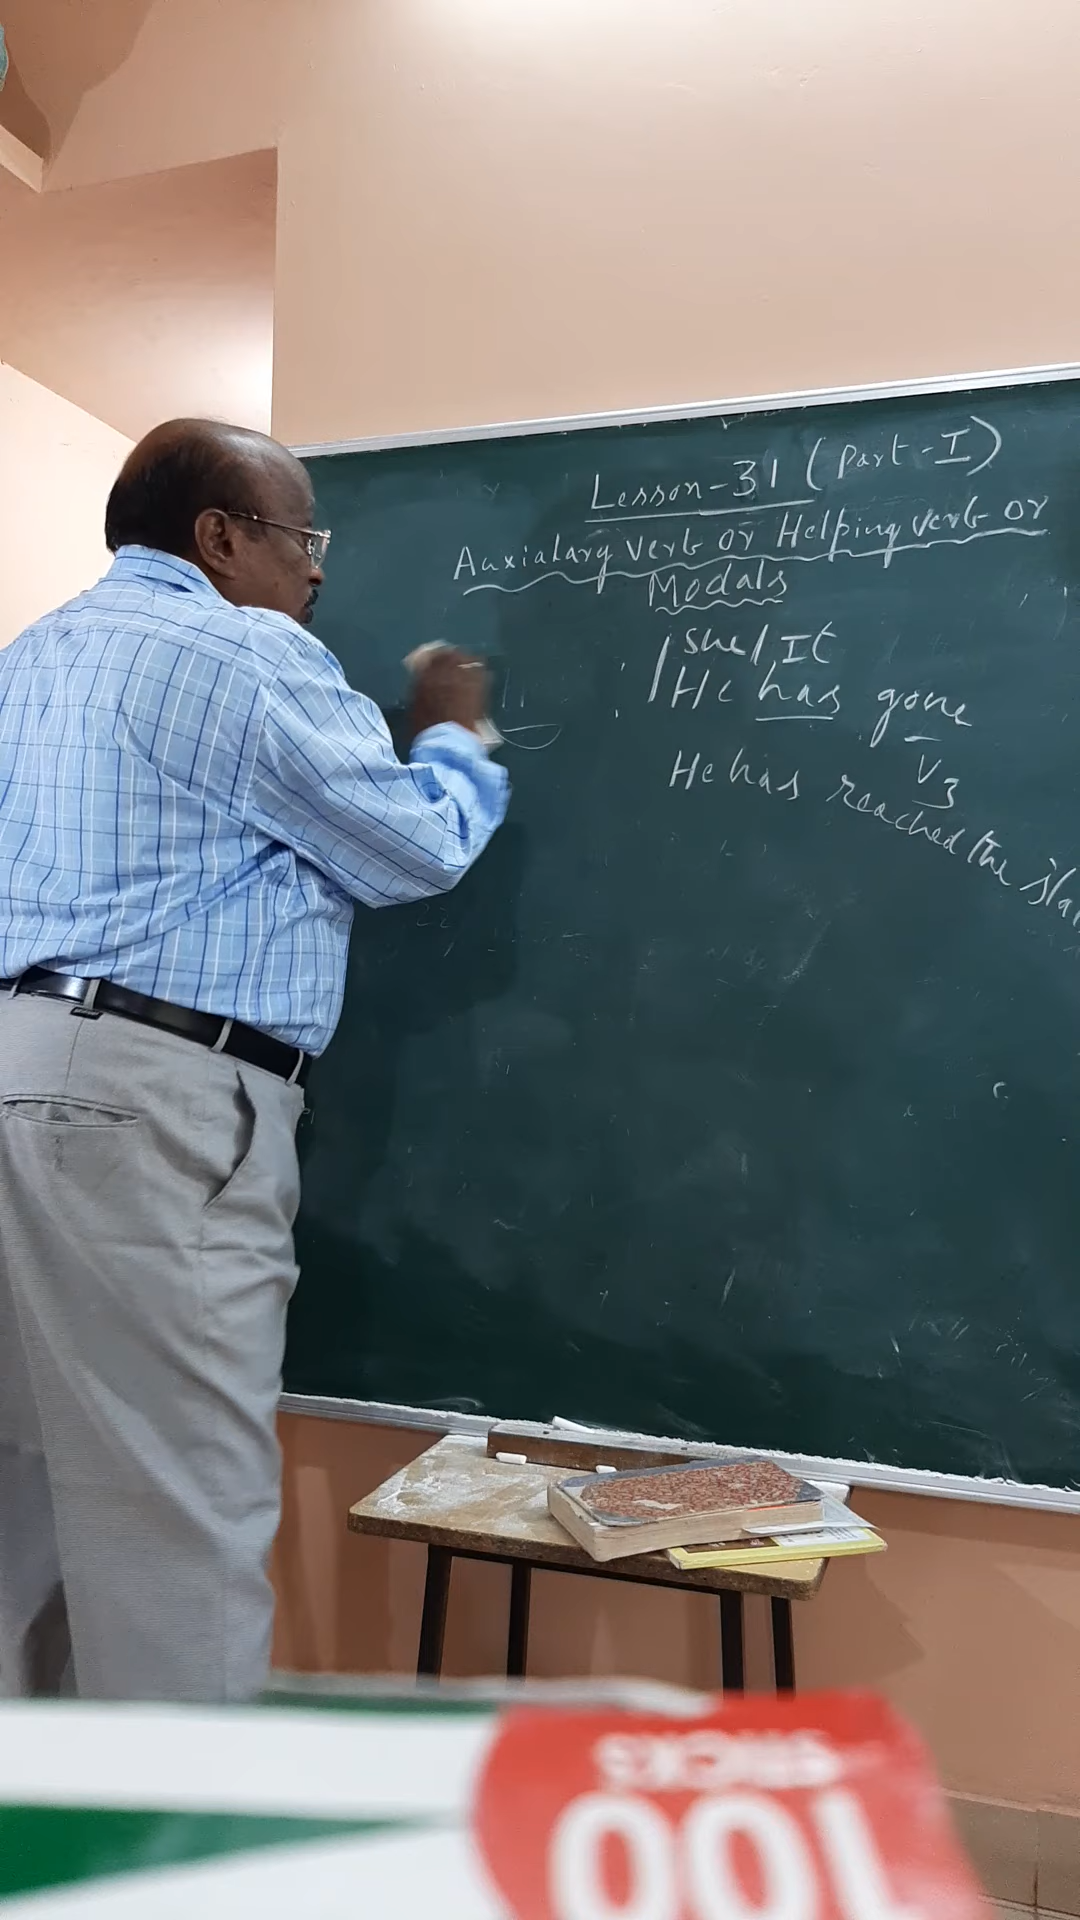 Lesson-31 (Part-I)
Auxialary Verb or Helping verb or
Modals
She/It
He has gone
V3
He has reached the
STICKS
100